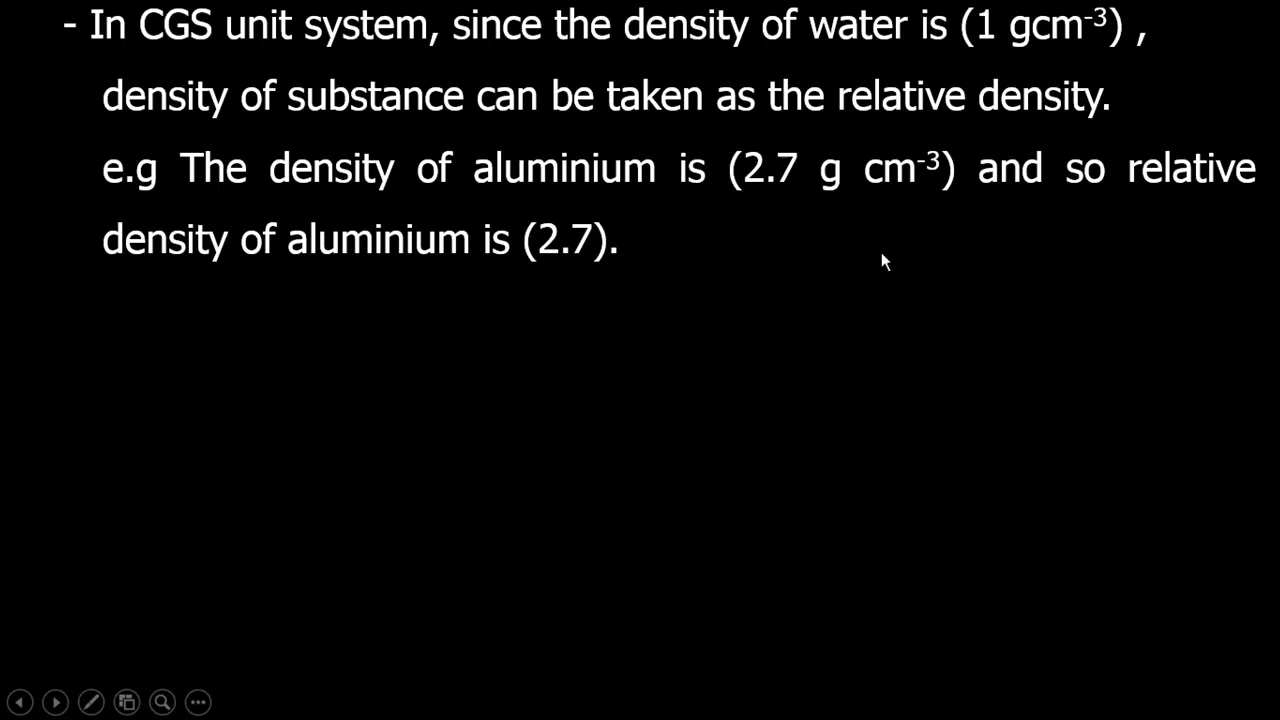 - In CGS unit system, since the density of water is (1 gcm⁻³) ,
density of substance can be taken as the relative density.
e.g The density of aluminium is (2.7 g cm⁻³) and so relative
density of aluminium is (2.7).